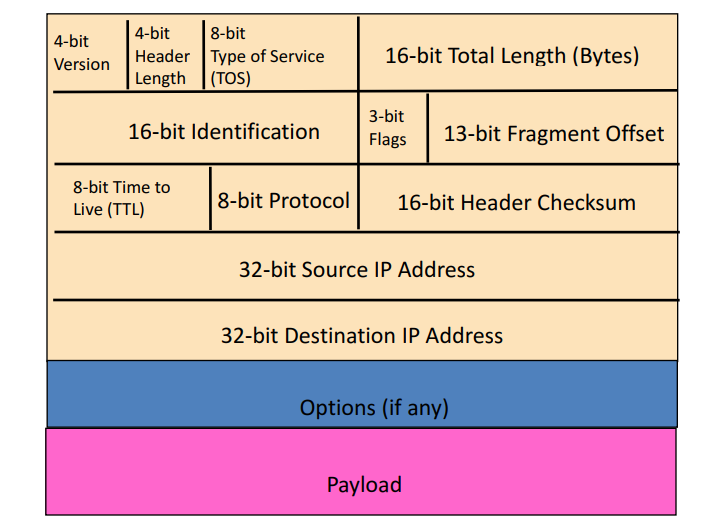 4-bit
Version
4-bit
Header
Length
8-bit
Type of Service
(TOS)
16-bit Total Length (Bytes)
16-bit Identification
3-bit
Flags
13-bit Fragment Offset
8-bit Time to
Live (TTL)
8-bit Protocol
16-bit Header Checksum
32-bit Source IP Address
32-bit Destination IP Address
Options (if any)
Payload